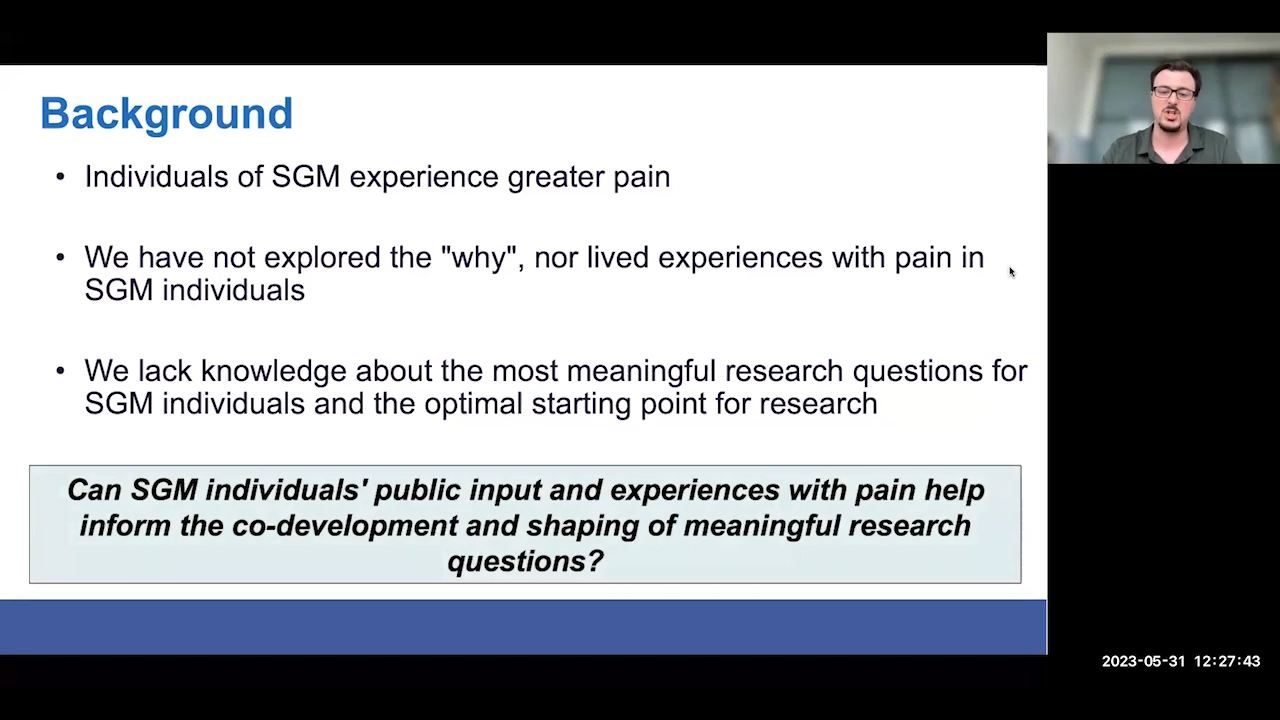 Background
• Individuals of SGM experience greater pain
• We have not explored the "why", nor lived experiences with pain in
SGM individuals
• We lack knowledge about the most meaningful research questions for
SGM individuals and the optimal starting point for research
Can SGM individuals' public input and experiences with pain help
inform the co-development and shaping of meaningful research
questions?
2023-05-31 12:27:43